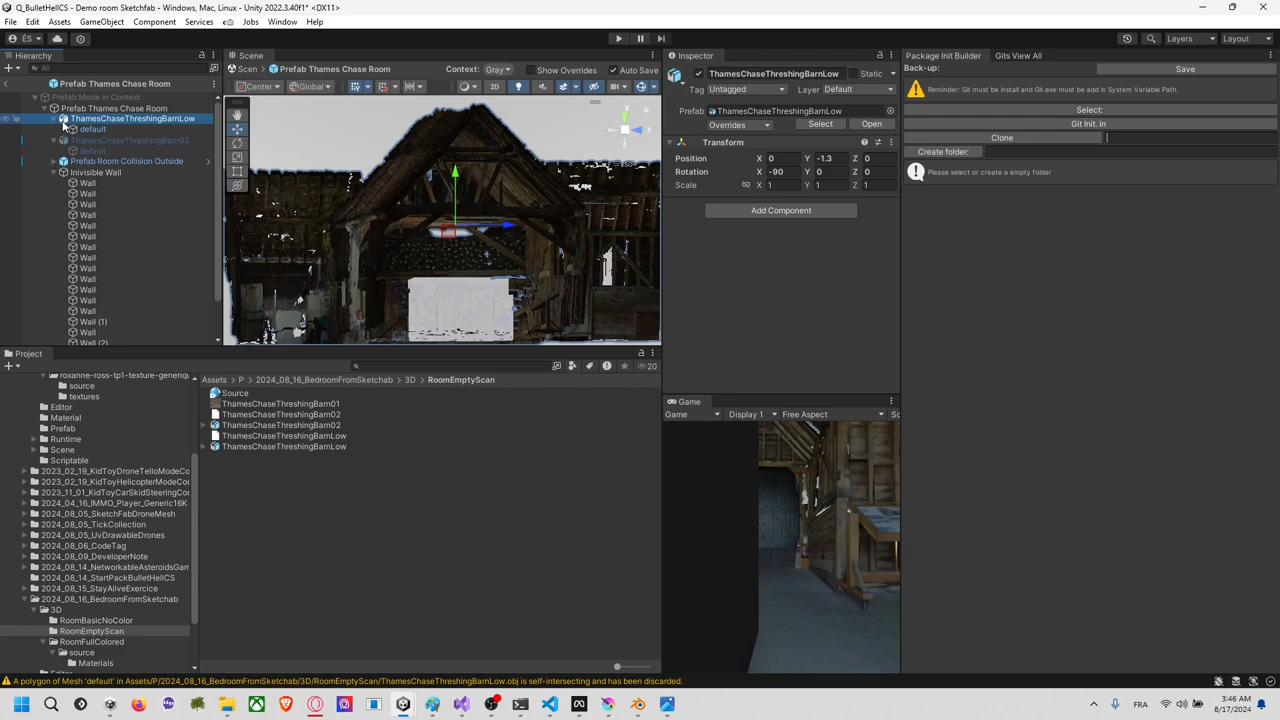 Q_BulletHellCS - Demo room Sketchfab - Windows, Mac, Linux - Unity 2022.3.40f1* <DX11>
File Edit Assets GameObject Component Services Jobs Window Help
ÉS Layers Layout
Hierarchy
All
Prefab Thames Chase Room
Prefab Mode in Context
Prefab Thames Chase Room
ThamesChaseThreshingBarnLow
default
ThamesChaseThreshingBarn02
default
Prefab Room Collision Outside
Inivisible Wall
Wall
Wall
Wall
Wall
Wall
Wall
Wall
Wall
Wall
Wall
Wall
Wall
Wall
Wall (1)
Wall
Wall (2)
Scene
Scen Prefab Thames Chase Room Context: Gray Show Overrides Auto Save
Center Global 2D
Inspector
ThamesChaseThreshingBarnLow Static
Tag Untagged Layer Default
Prefab ThamesChaseThreshingBarnLow
Overrides Select Open
Transform
Position X 0 Y -1.3 Z 0
Rotation X -90 Y 0 Z 0
Scale X 1 Y 1 Z 1
Add Component
Package Init Builder Gits View All
Back-up: Save
Reminder: Git must be install and Git.exe must be add in System Variable Path.
Select:
Git Init. in
Clone
Create folder:
Please select or create a empty folder
Project
20
roxanne-ross-tp1-texture-generiqu
source
textures
Editor
Material
Prefab
Runtime
Scene
Scriptable
2023_02_19_KidToyDroneTelloModeCo
2023_02_19_KidToyHelicopterModeCo
2023_11_01_KidToyCarSkidSteeringCoo
2024_04_16_IMMO_Player_Generic16K
2024_08_05_SketchFabDroneMesh
2024_08_05_TickCollection
2024_08_05_UvDrawableDrones
2024_08_06_CodeTag
2024_08_09_DeveloperNote
2024_08_14_NetworkableAsteroidsGam
2024_08_14_StartPackBulletHellCS
2024_08_15_StayAliveExercice
2024_08_16_BedroomFromSketchab
3D
RoomBasicNoColor
RoomEmptyScan
RoomFullColored
source
Materials
Assets P 2024_08_16_BedroomFromSketchab 3D RoomEmptyScan
Source
ThamesChaseThreshingBarn01
ThamesChaseThreshingBarn02
ThamesChaseThreshingBarn02
ThamesChaseThreshingBarnLow
ThamesChaseThreshingBarnLow
Game
Game Display 1 Free Aspect Sc
A polygon of Mesh 'default' in Assets/P/2024_08_16_BedroomFromSketchab/3D/RoomEmptyScan/ThamesChaseThreshingBarnLow.obj is self-intersecting and has been discarded.
FRA
3:46 AM
8/17/2024